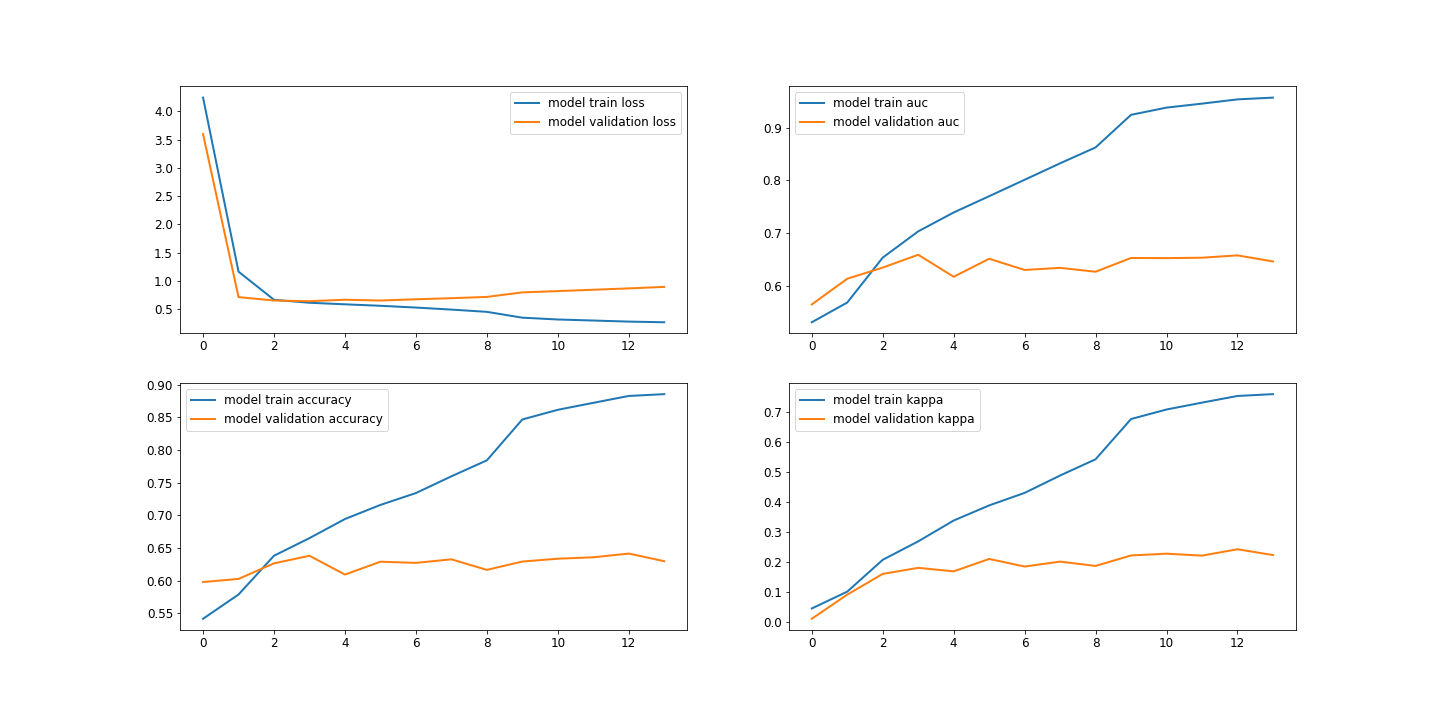 model train loss
model validation loss
4.0
3.5
3.0
2.5
2.0
1.5
1.0
0.5
0 2 4 6 8 10 12
model train auc
model validation auc
0.9
0.8
0.7
0.6
0 2 4 6 8 10 12
model train accuracy
model validation accuracy
0.90
0.85
0.80
0.75
0.70
0.65
0.60
0.55
0 2 4 6 8 10 12
model train kappa
model validation kappa
0.7
0.6
0.5
0.4
0.3
0.2
0.1
0.0
0 2 4 6 8 10 12